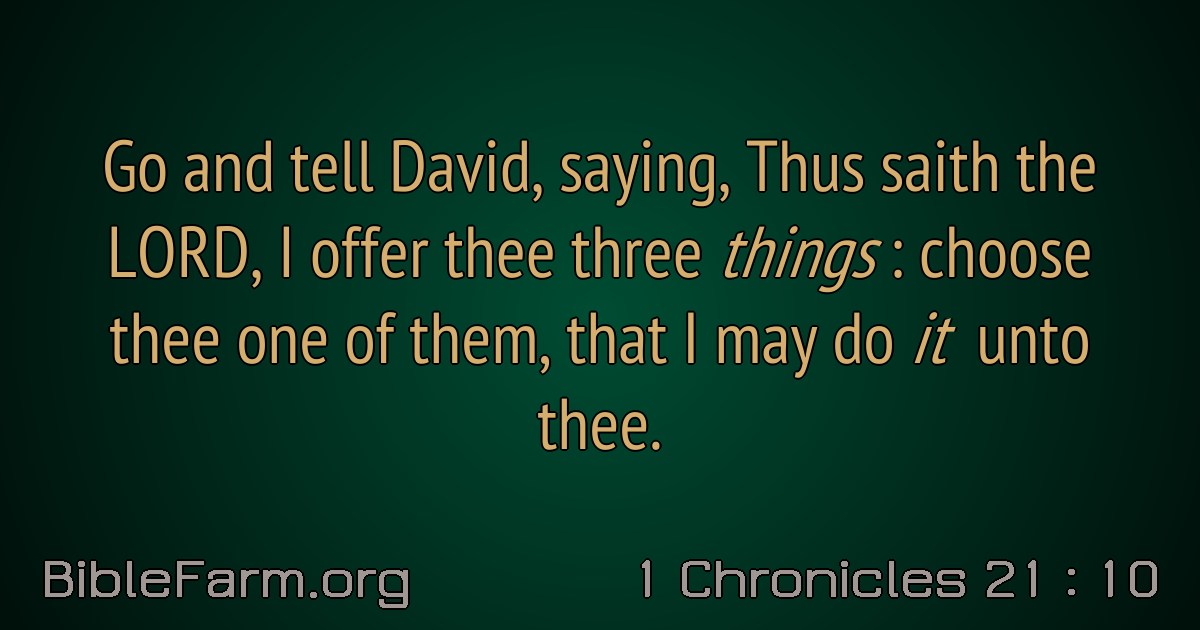 Go and tell David, saying, Thus saith the
LORD, I offer thee three things : choose
thee one of them, that I may do it unto
thee.
BibleFarm.org
1 Chronicles 21 : 10